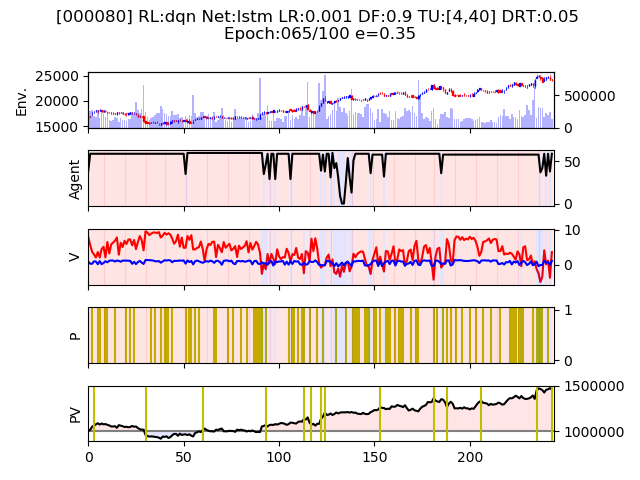 [000080] RL:dqn Net:lstm LR:0.001 DF:0.9 TU:[4,40] DRT:0.05
Epoch:065/100 e=0.35
Env.
25000
20000
15000
500000
0
Agent
50
0
V
10
0
P
1
0
PV
1500000
1000000
0
50
100
150
200